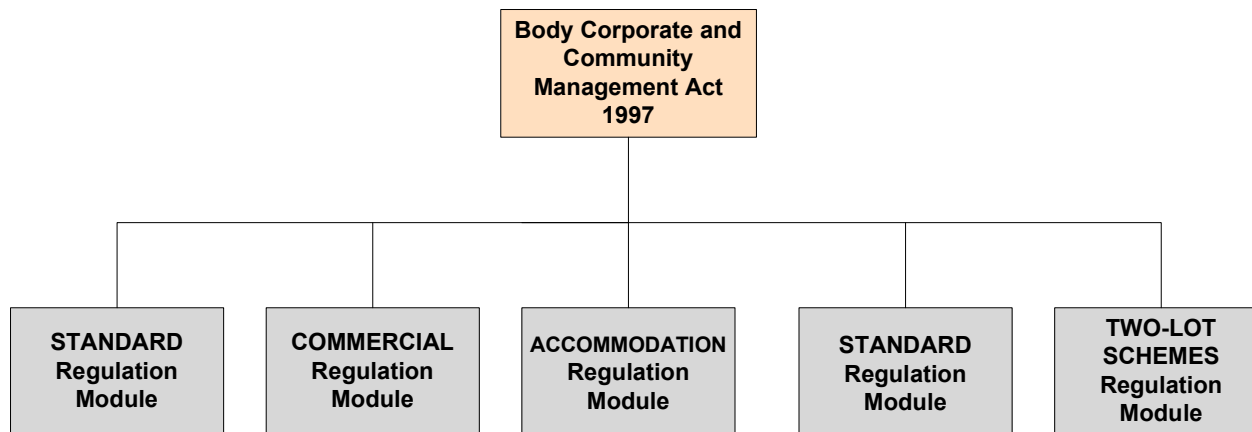 Body Corporate and
Community
Management Act
1997
STANDARD
Regulation
Module
COMMERCIAL
Regulation
Module
ACCOMMODATION
Regulation
Module
STANDARD
Regulation
Module
TWO-LOT
SCHEMES
Regulation
Module